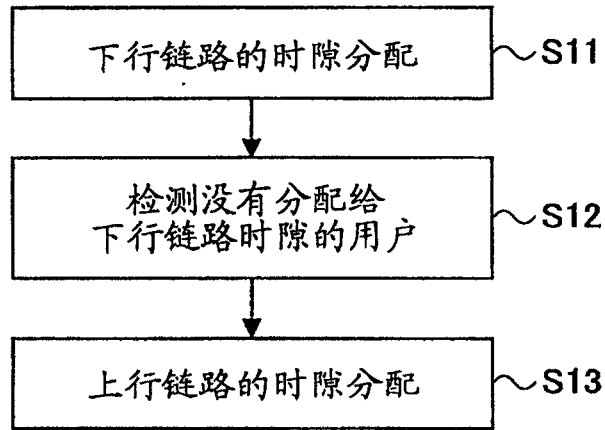 下行链路的时隙分配
S11
检测没有分配给
下行链路时隙的用户
S12
上行链路的时隙分配
S13